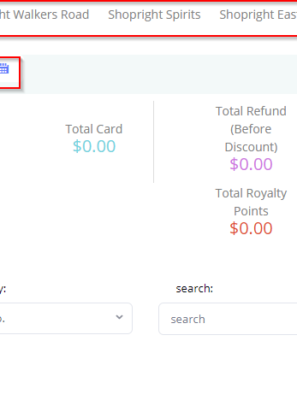 ht Walkers Road Shopright Spirits Shopright Eas
Total Card
$0.00
Total Refund
(Before
Discount)
$0.00
Total Royalty
Points
$0.00
y: search:
o. search